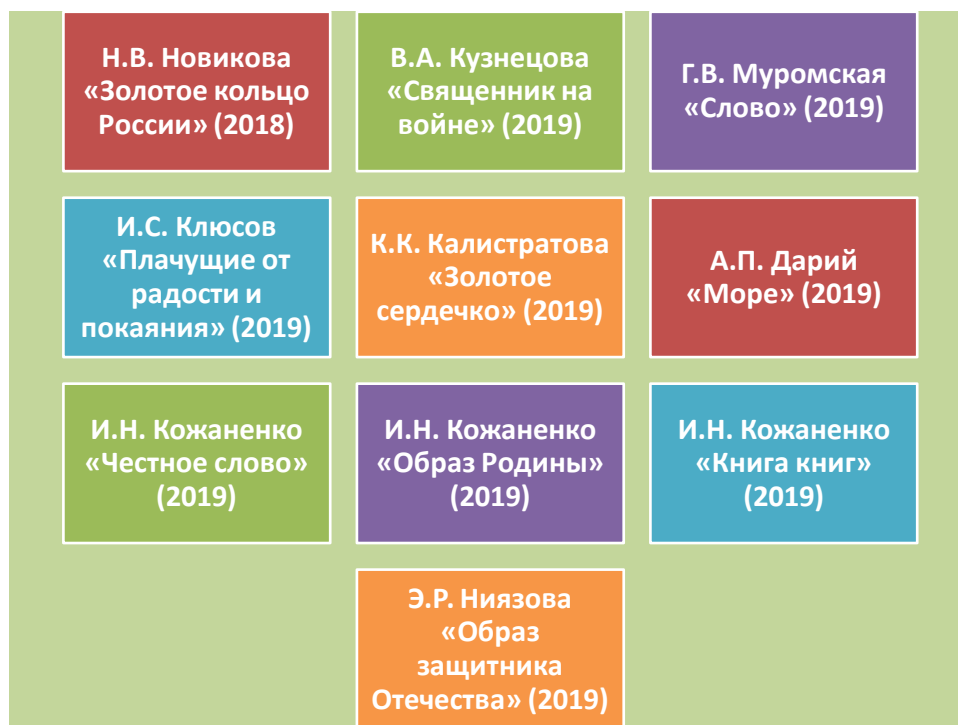 Н.В. Новикова
«Золотое кольцо
России» (2018)
В.А. Кузнецова
«Священник на
войне» (2019)
Г.В. Муромская
«Слово» (2019)
И.С. Клюсов
«Плачущие от
радости и
покаяния» (2019)
К.К. Калистратова
«Золотое
сердечко» (2019)
А.П. Дарий
«Море» (2019)
И.Н. Кожаненко
«Честное слово»
(2019)
И.Н. Кожаненко
«Образ Родины»
(2019)
И.Н. Кожаненко
«Книга книг»
(2019)
Э.Р. Ниязова
«Образ
защитника
Отечества» (2019)